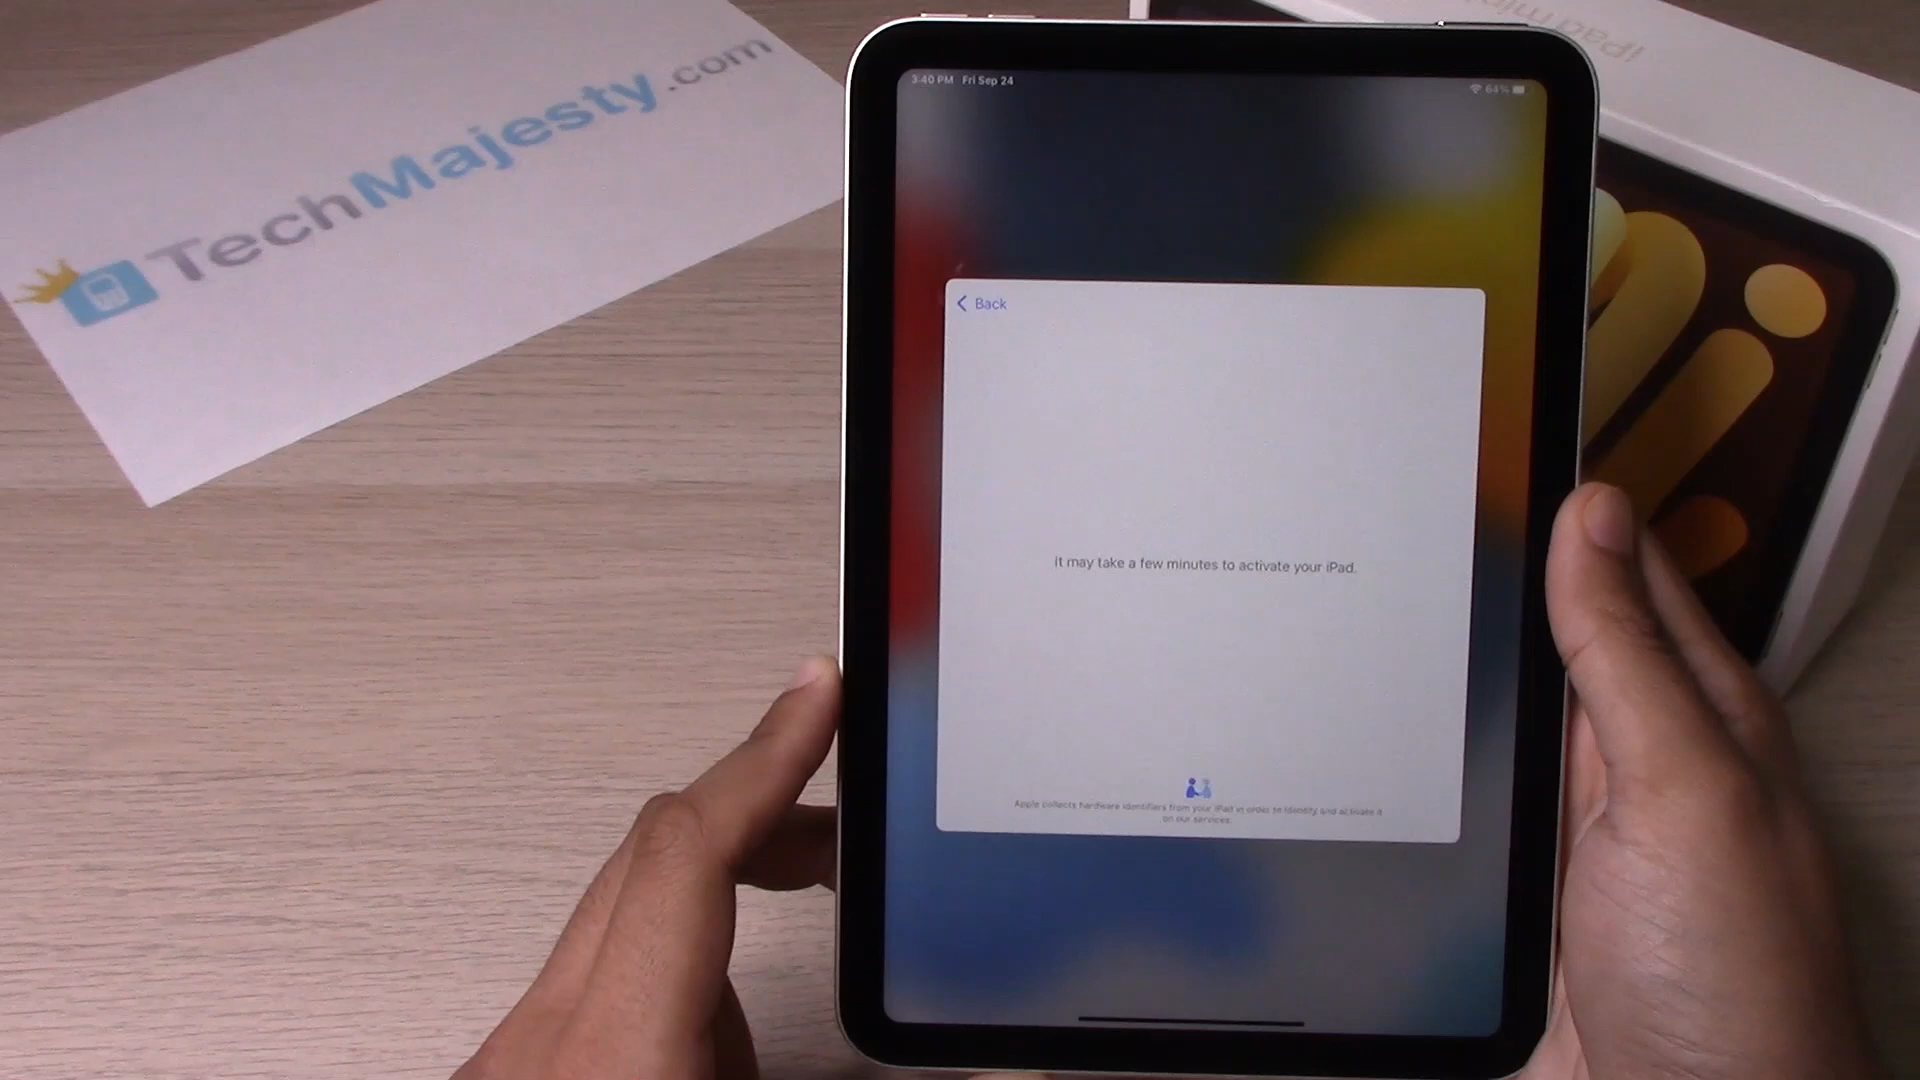 TechMajesty.com
iPad mini
3:40 PM Fri Sep 24
64%
Back
It may take a few minutes to activate your iPad.
Apple collects hardware identifiers from your iPad in order to identify and activate it
on our services.